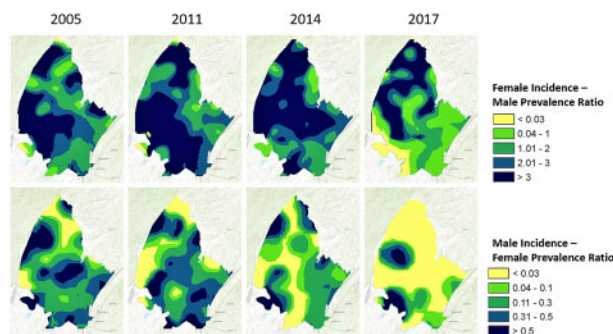 2005 2011 2014 2017
Female Incidence –
Male Prevalence Ratio
< 0.03
0.04 - 1
1.01 - 2
2.01 - 3
> 3
Male Incidence –
Female Prevalence Ratio
< 0.03
0.04 - 0.1
0.11 - 0.3
0.31 - 0.5
> 0.5